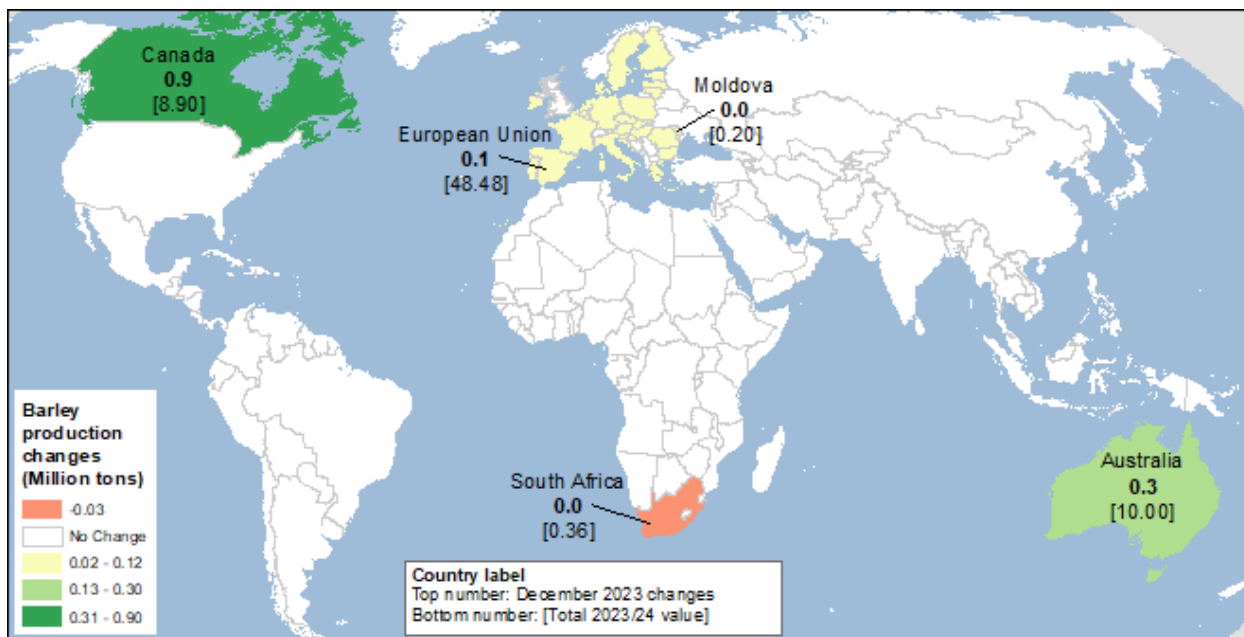 Canada
0.9
[8.90]
Moldova
0.0
[0.20]
European Union
0.1
[48.48]
South Africa
0.0
[0.36]
Australia
0.3
[10.00]
Barley
production
changes
(Million tons)
-0.03
No Change
0.02 - 0.12
0.13 - 0.30
0.31 - 0.90
Country label
Top number: December 2023 changes
Bottom number: [Total 2023/24 value]